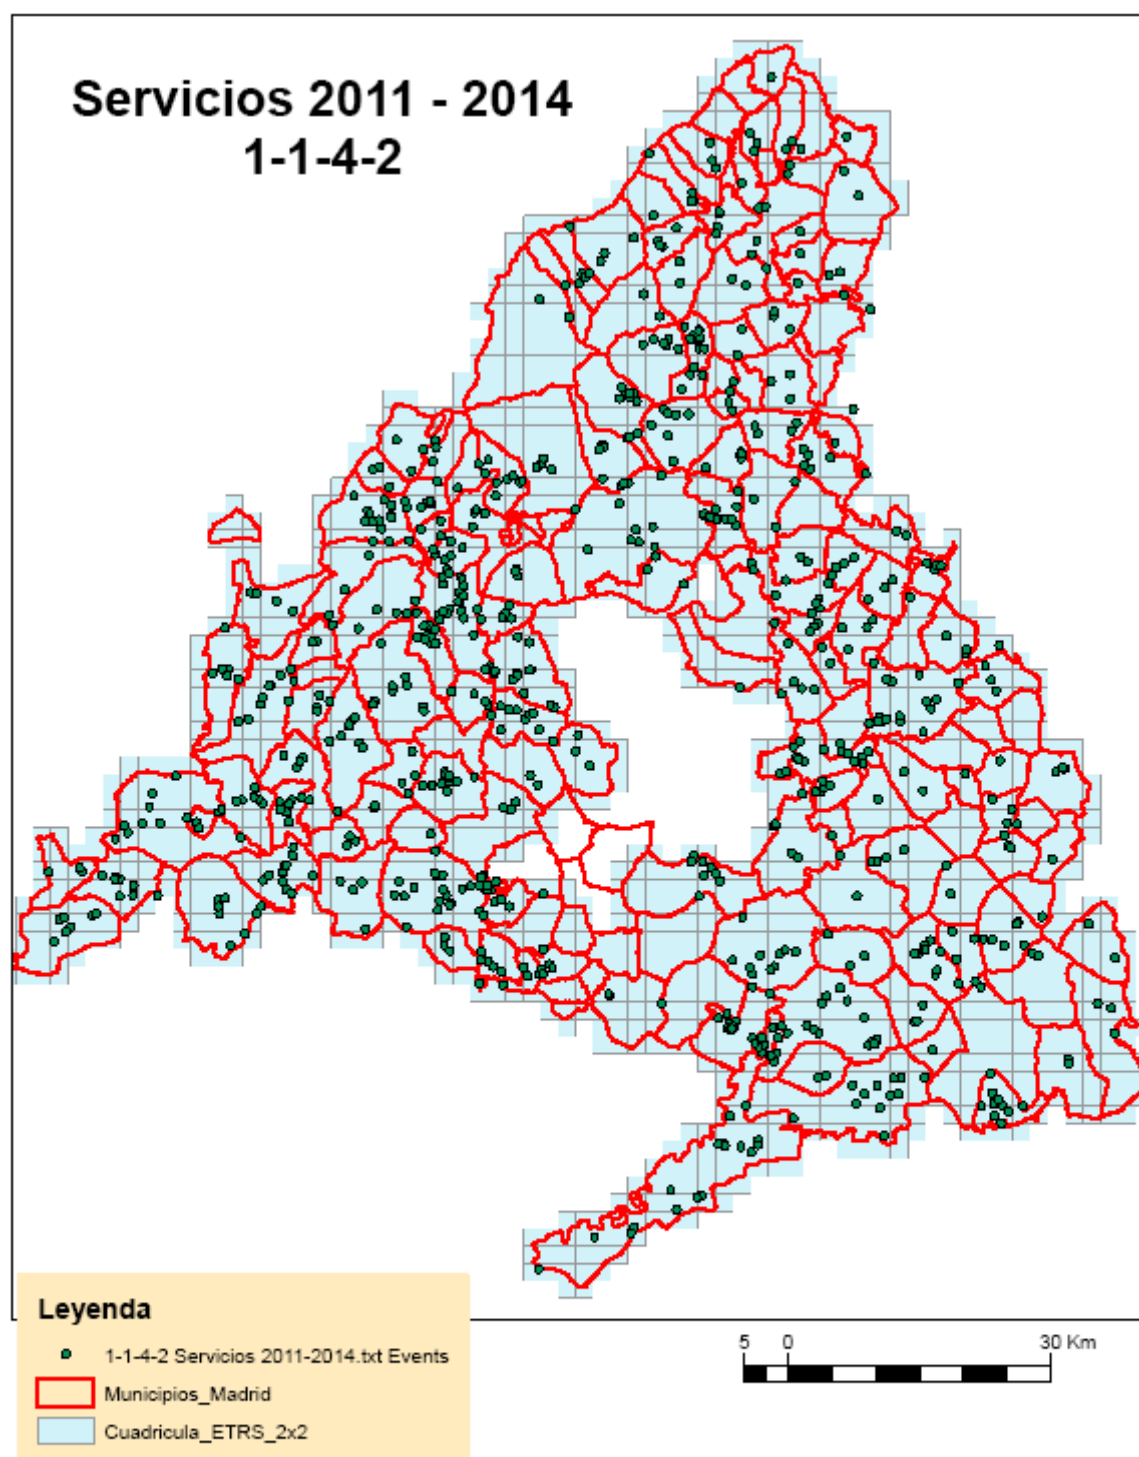 Servicios 2011 - 2014
1-1-4-2
Leyenda
1-1-4-2 Servicios 2011-2014.txt Events
Municipios_Madrid
Cuadricula_ETRS_2x2
5 0 30 Km